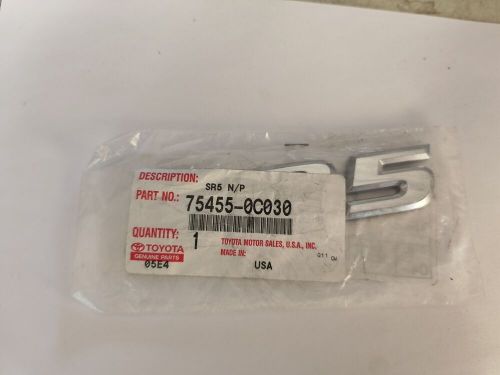 DESCRIPTION:
SR5 N/P
PART NO.: 75455-0C030
QUANTITY: 1
TOYOTA MOTOR SALES, U.S.A., INC.
TOYOTA
GENUINE PARTS
MADE IN: USA
05E4
5